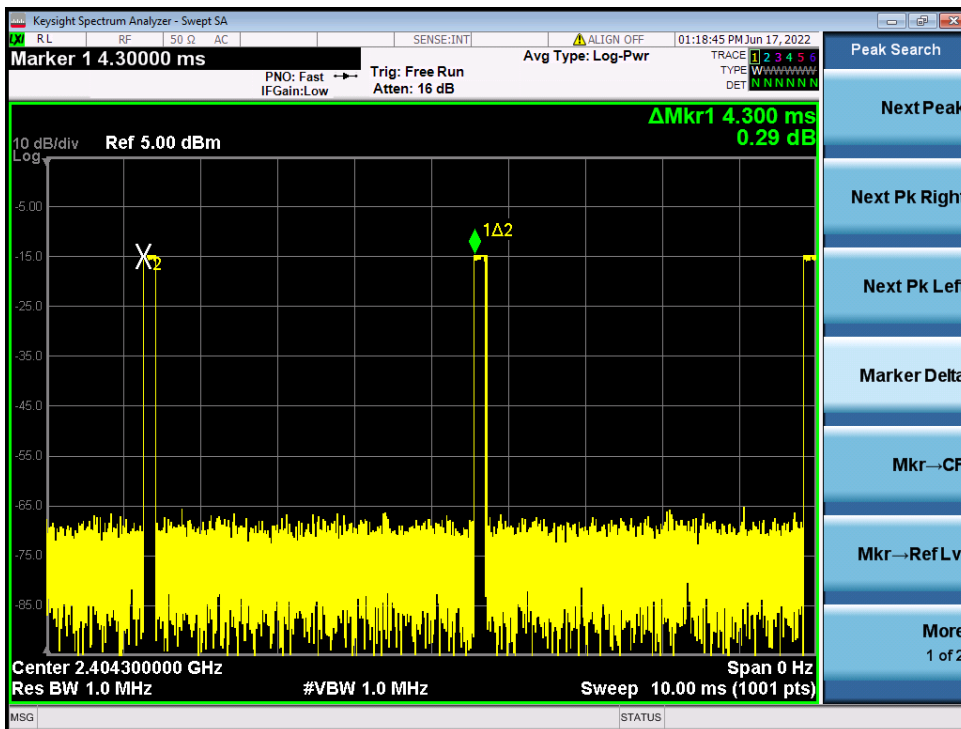 Keysight Spectrum Analyzer - Swept SA
LXI RL RF 50 Ω AC SENSE:INT ALIGN OFF 01:18:45 PM Jun 17, 2022
Marker 1 4.30000 ms
PNO: Fast
IFGain:Low
Trig: Free Run
Atten: 16 dB
Avg Type: Log-Pwr
TRACE 1 2 3 4 5 6
TYPE W
DET N N N N N N
ΔMkr1 4.300 ms
0.29 dB
10 dB/div Ref 5.00 dBm
Log
-5.00
1Δ2
-15.0
X2
-25.0
-35.0
-45.0
-55.0
-65.0
-75.0
-85.0
Center 2.404300000 GHz Span 0 Hz
Res BW 1.0 MHz #VBW 1.0 MHz Sweep 10.00 ms (1001 pts)
MSG STATUS
Peak Search
Next Peak
Next Pk Right
Next Pk Left
Marker Delta
Mkr→CF
Mkr→Ref Lv
More
1 of 2